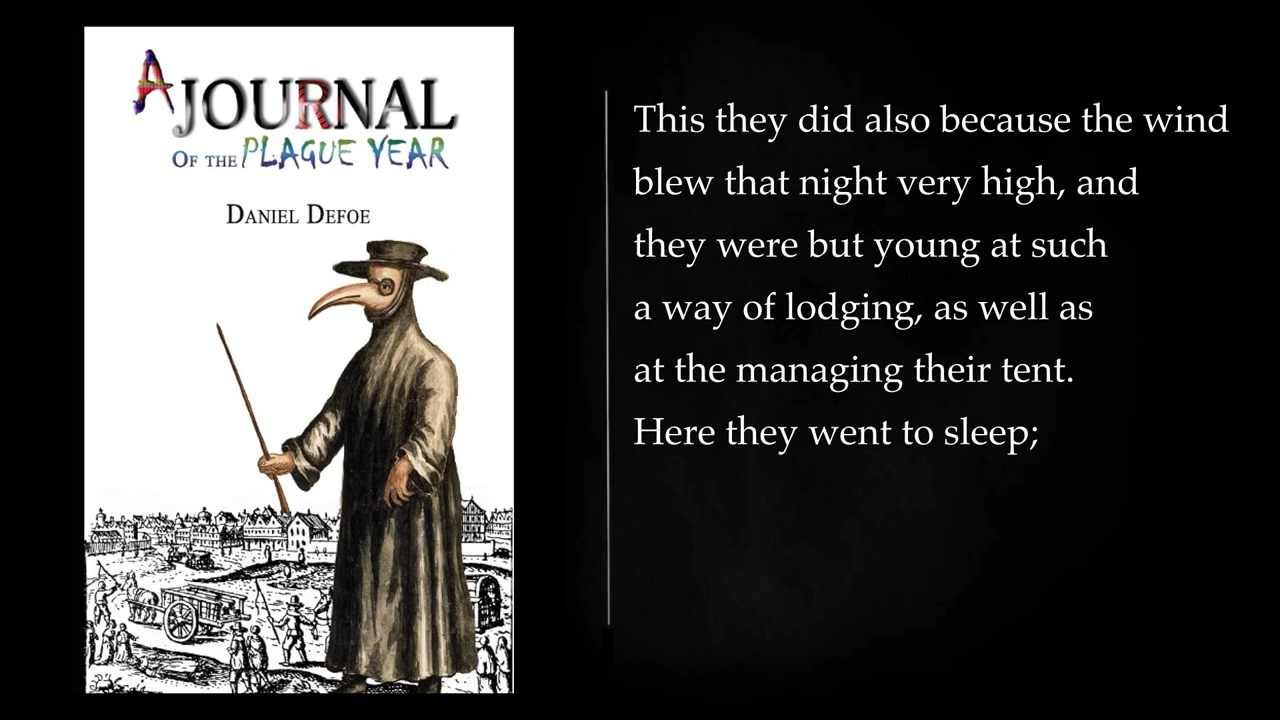 A JOURNAL
OF THE PLAGUE YEAR
DANIEL DEFOE
This they did also because the wind
blew that night very high, and
they were but young at such
a way of lodging, as well as
at the managing their tent.
Here they went to sleep;